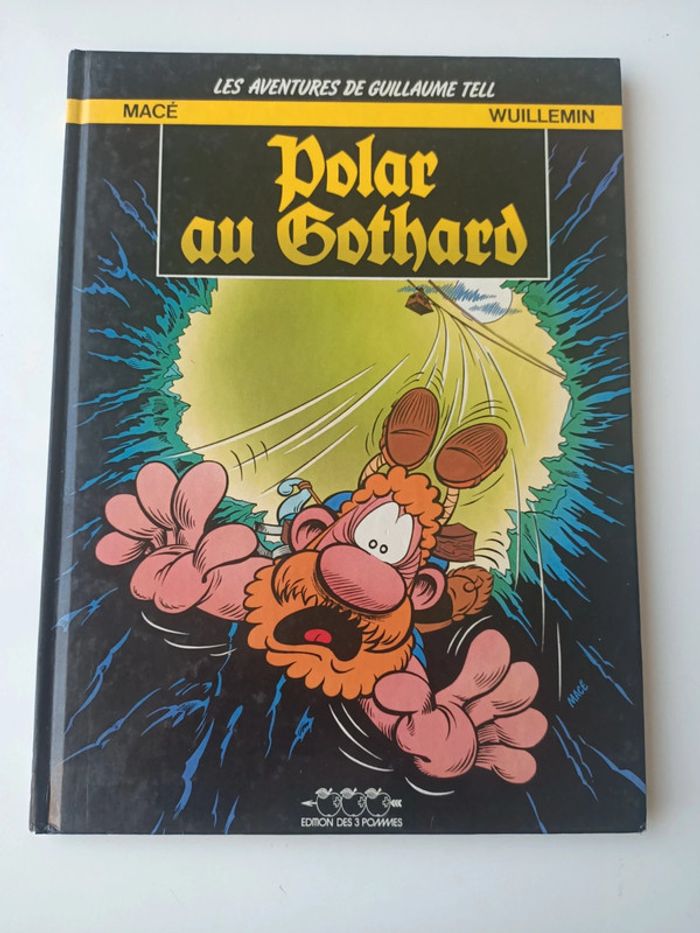 LES AVENTURES DE GUILLAUME TELL
MACÉ WUILLEMIN
Polar
au Gothard
MACÉ
EDITION DES 3 POMMES